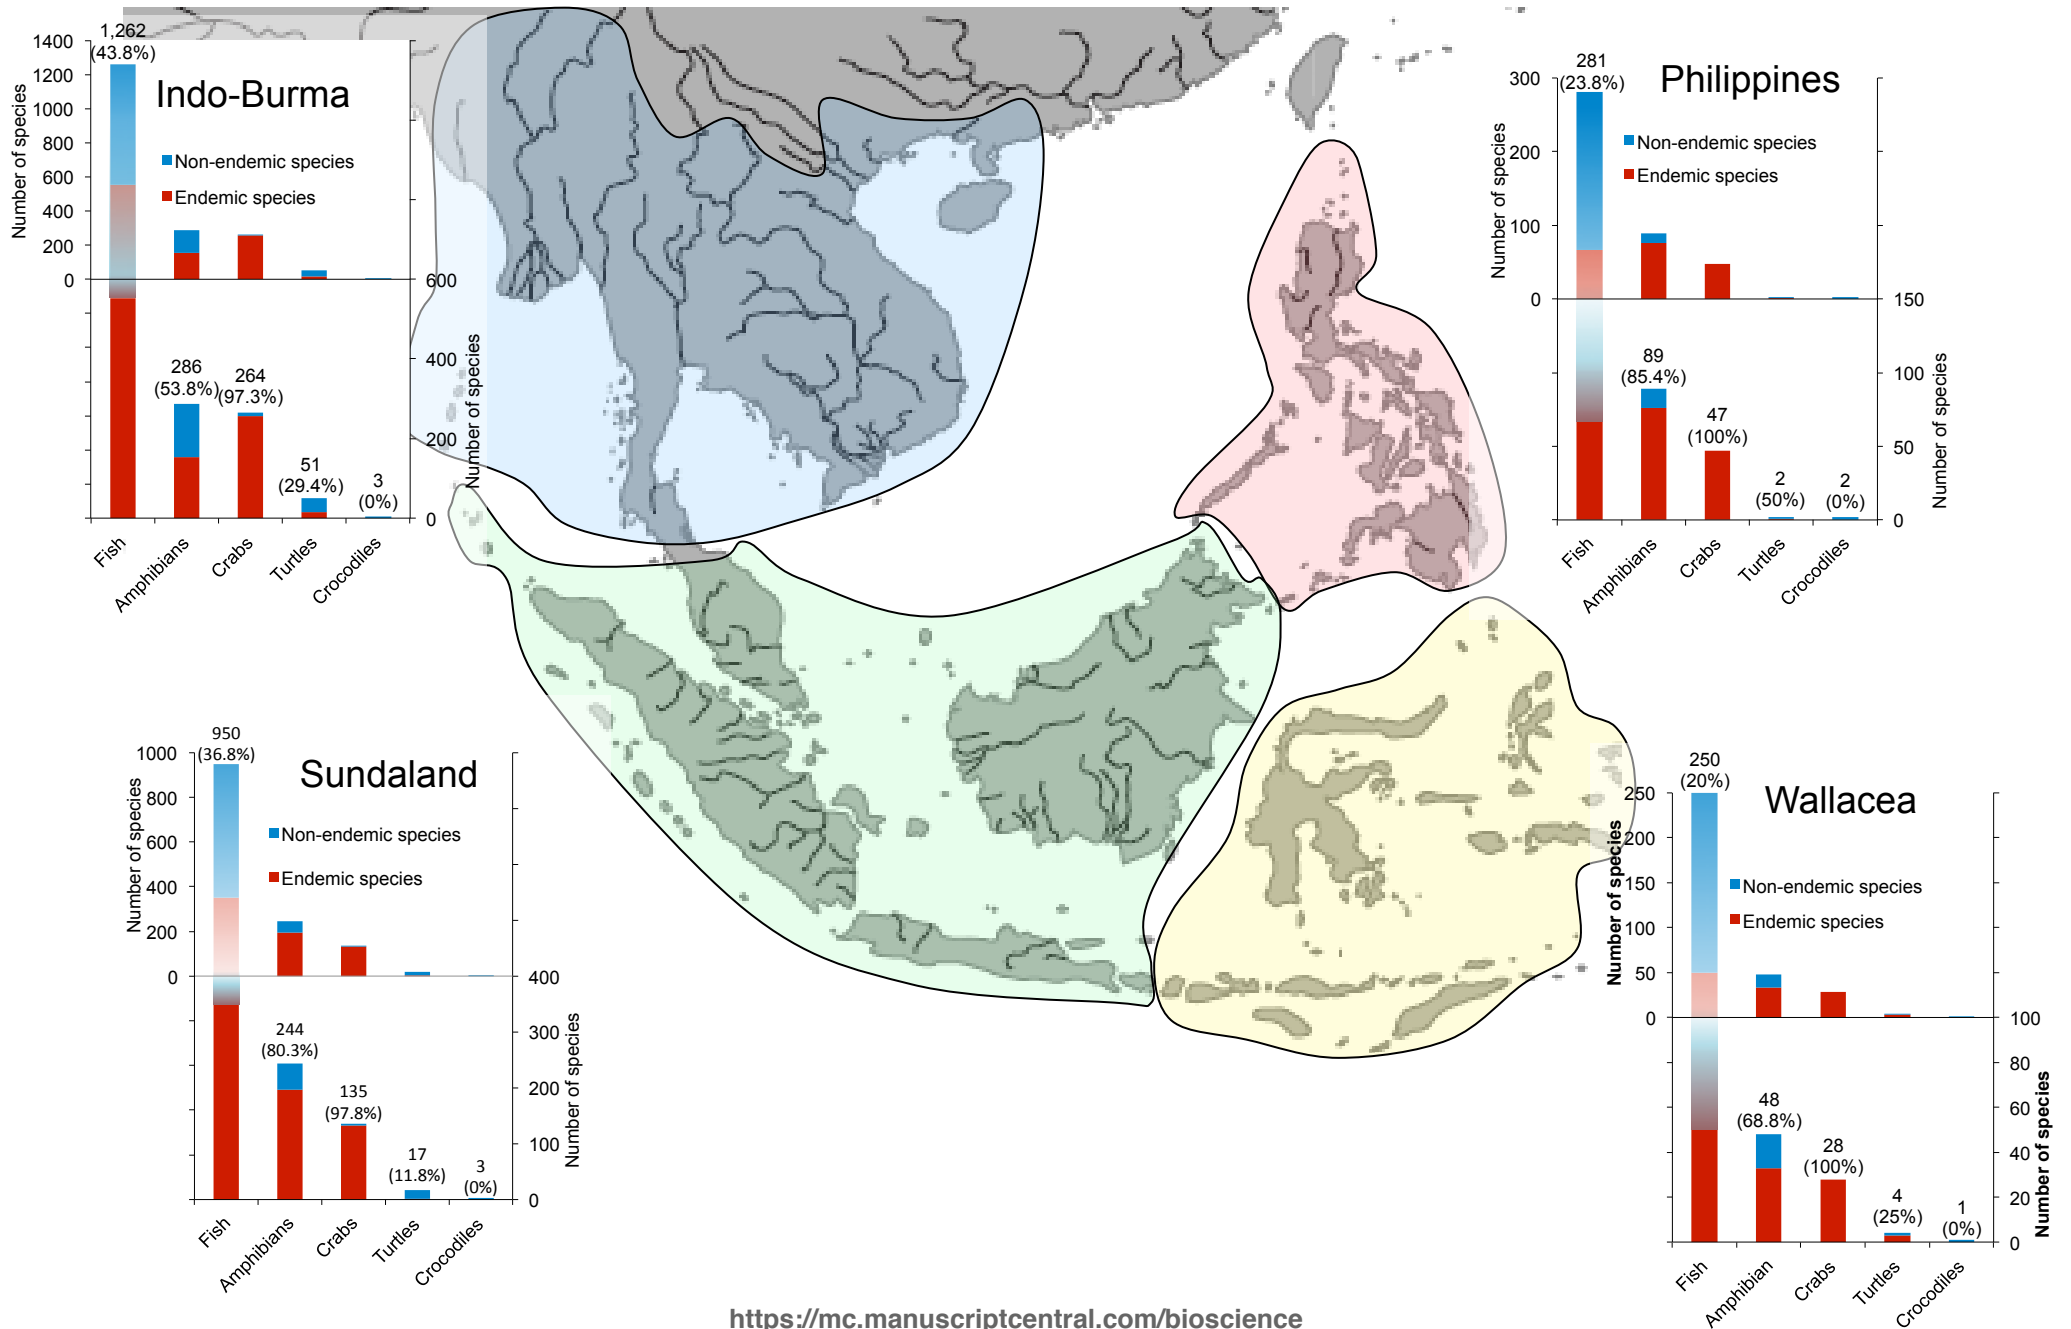 Indo-Burma
Number of species
1400
1200
1000
800
600
400
200
0
1,262
(43.8%)
Non-endemic species
Endemic species
286
(53.8%)
264
(97.3%)
51
(29.4%)
3
(0%)
600
400
200
0
Number of species
Fish
Amphibians
Crabs
Turtles
Crocodiles
Philippines
Number of species
300
200
100
0
281
(23.8%)
Non-endemic species
Endemic species
89
(85.4%)
47
(100%)
2
(50%)
2
(0%)
150
100
50
0
Number of species
Fish
Amphibians
Crabs
Turtles
Crocodiles
Sundaland
Number of species
1000
800
600
400
200
0
950
(36.8%)
Non-endemic species
Endemic species
244
(80.3%)
135
(97.8%)
17
(11.8%)
3
(0%)
400
300
200
100
0
Number of species
Fish
Amphibians
Crabs
Turtles
Crocodiles
Wallacea
Number of species
250
200
150
100
50
0
250
(20%)
Non-endemic species
Endemic species
48
(68.8%)
28
(100%)
4
(25%)
1
(0%)
100
80
60
40
20
0
Number of species
Fish
Amphibian
Crabs
Turtles
Crocodiles
https://mc.manuscriptcentral.com/bioscience